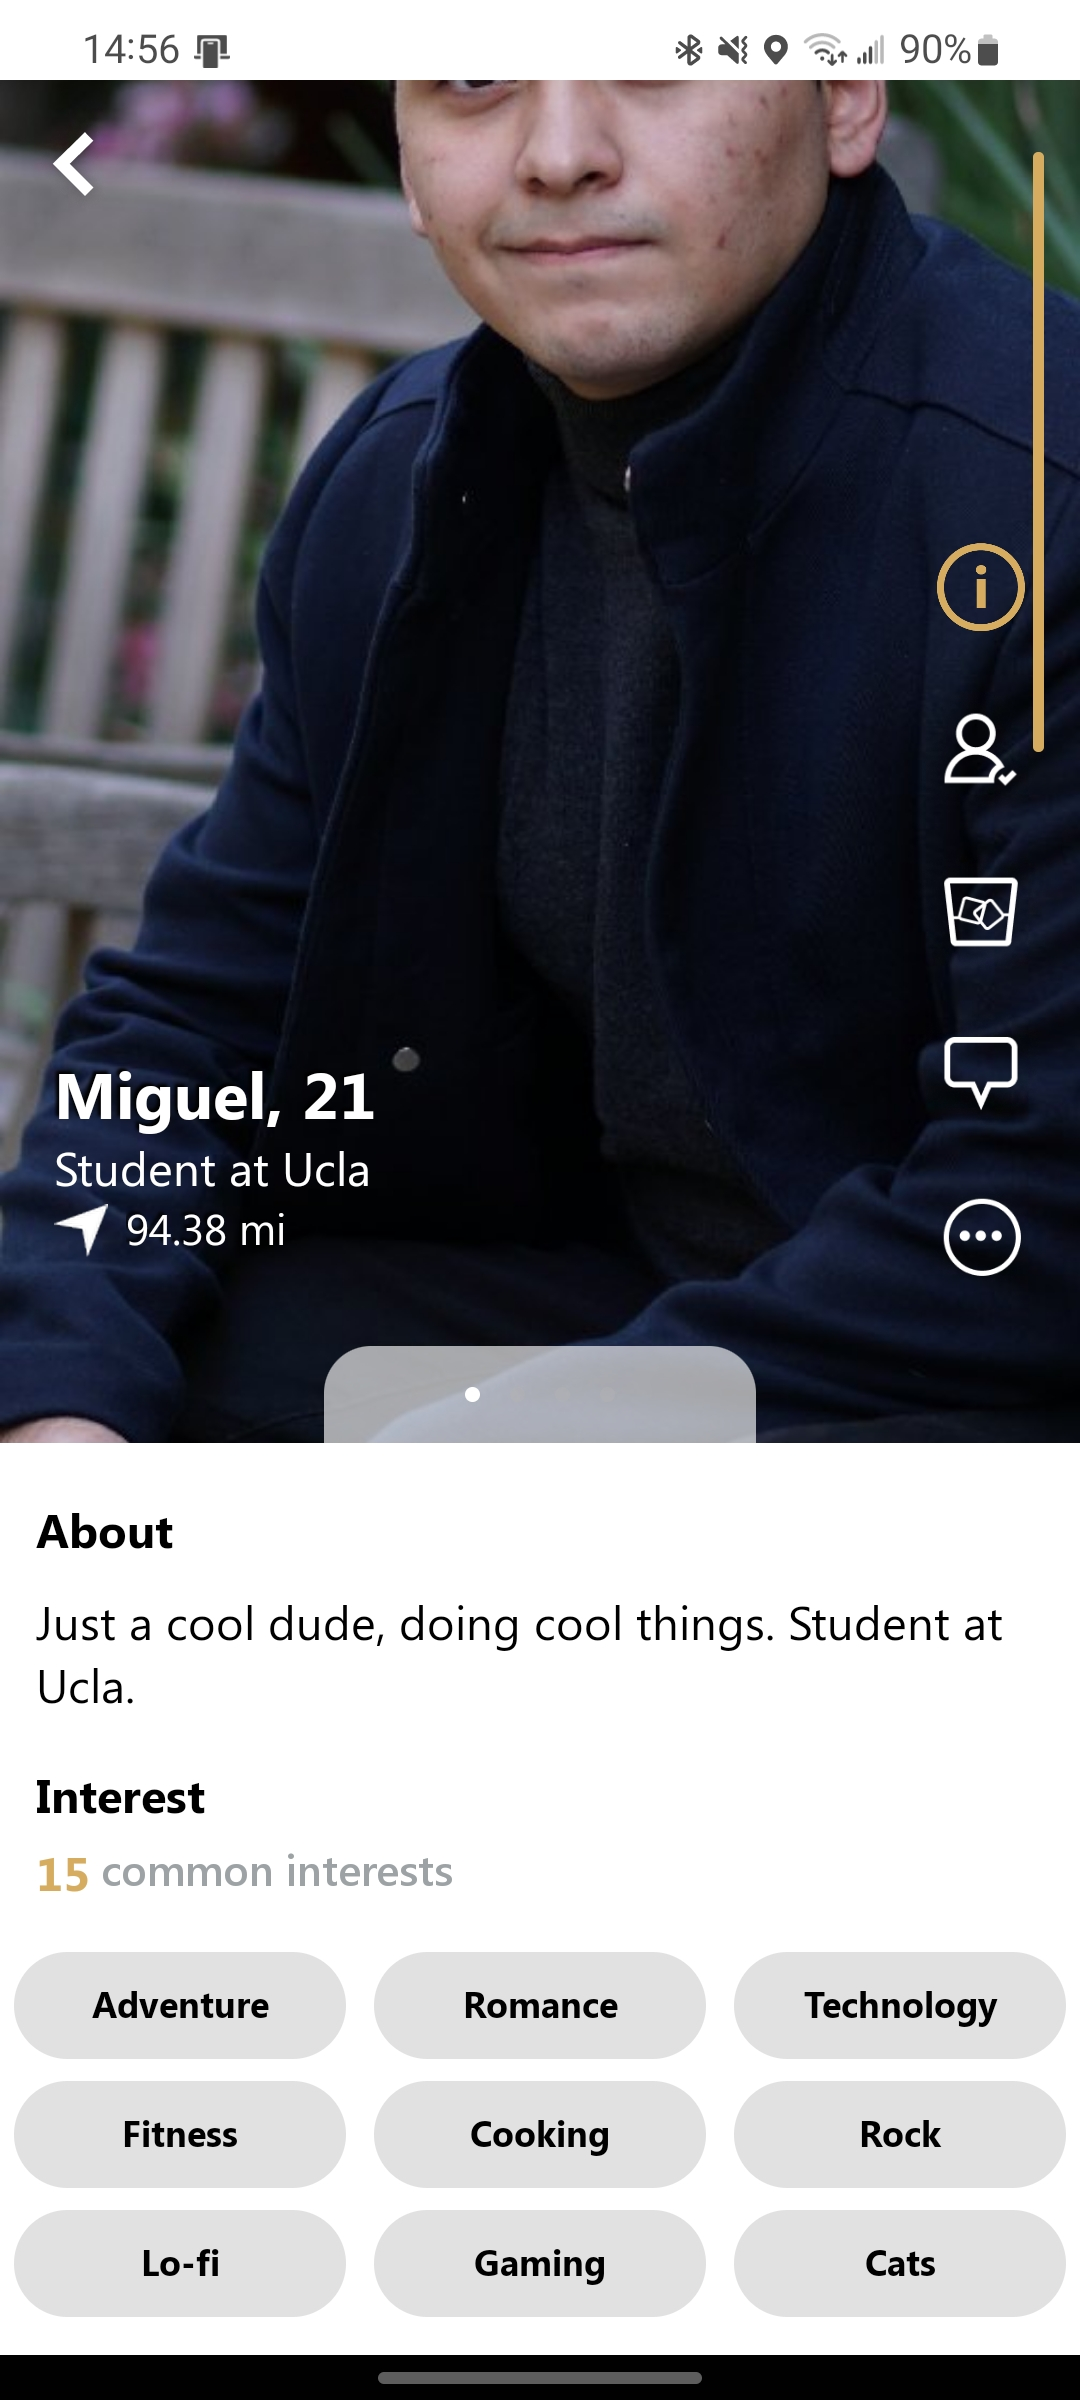 14:56
90%
i
Miguel, 21
Student at Ucla
94.38 mi
About
Just a cool dude, doing cool things. Student at
Ucla.
Interest
15 common interests
Adventure Romance Technology
Fitness Cooking Rock
Lo-fi Gaming Cats